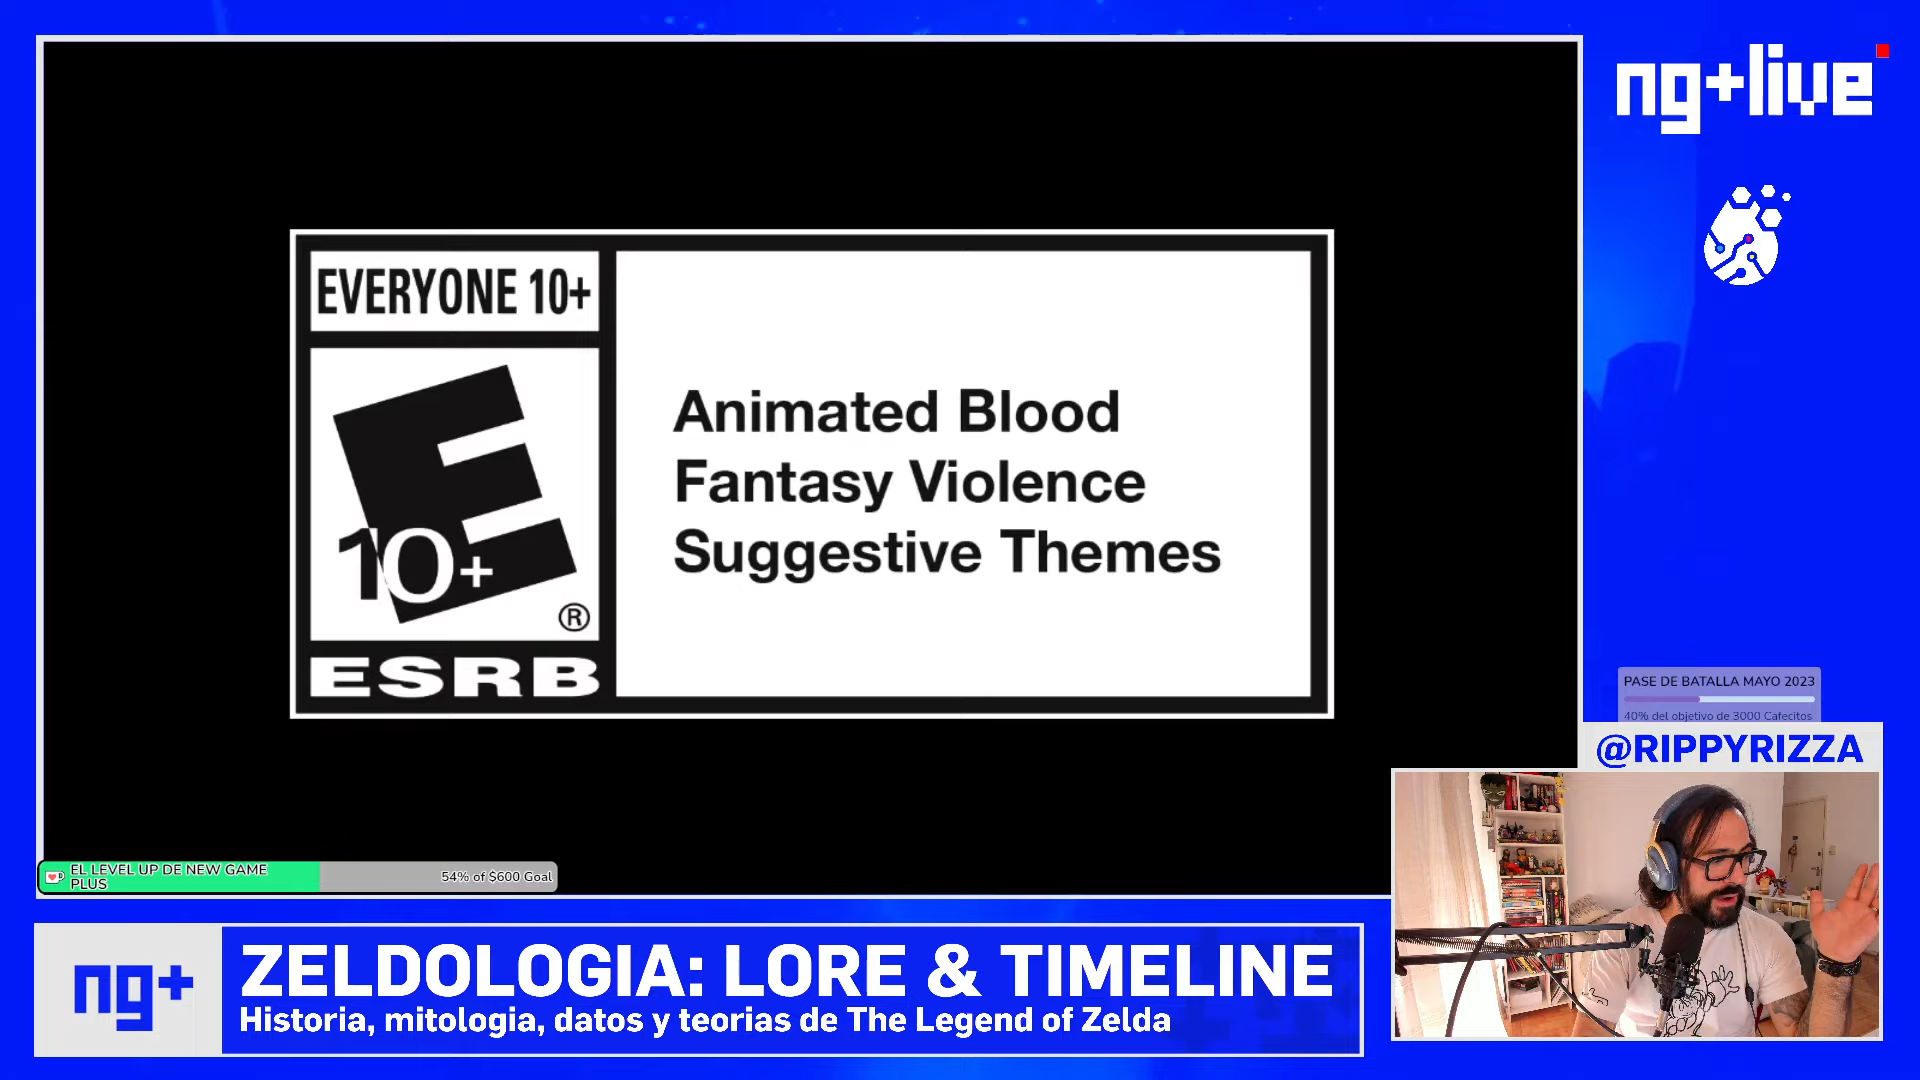 ng+live
EVERYONE 10+
E
10+
®
ESRB
Animated Blood
Fantasy Violence
Suggestive Themes
PASE DE BATALLA MAYO 2023
40% del objetivo de 3000 Cafecitos
@RIPPYRIZZA
EL LEVEL UP DE NEW GAME
PLUS
54% of $600 Goal
ng+
ZELDOLOGIA: LORE & TIMELINE
Historia, mitologia, datos y teorias de The Legend of Zelda